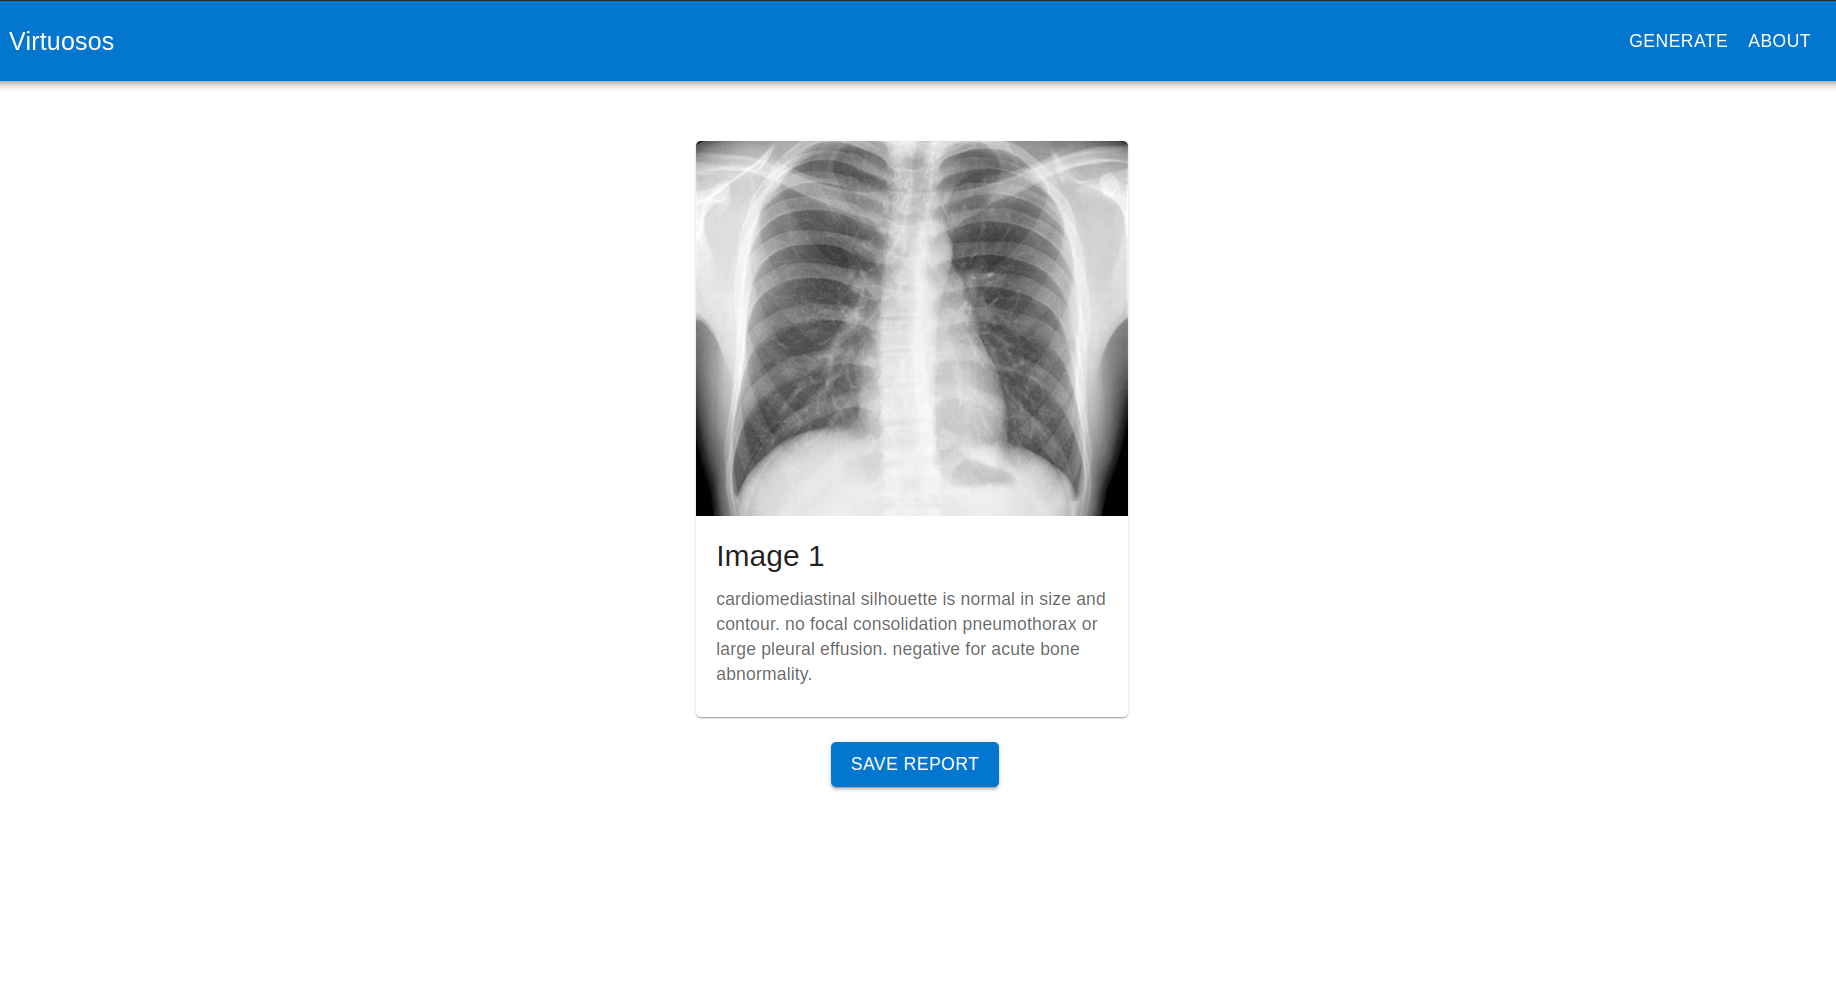 Virtuosos
GENERATE ABOUT
Image 1
cardiomediastinal silhouette is normal in size and
contour. no focal consolidation pneumothorax or
large pleural effusion. negative for acute bone
abnormality.
SAVE REPORT